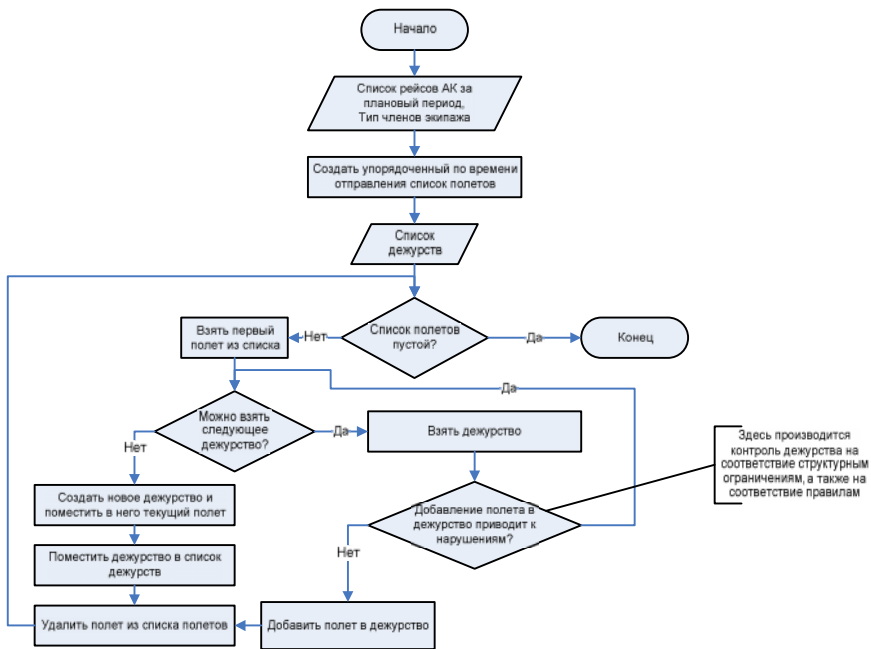 Начало
Список рейсов АК за
плановый период,
Тип членов экипажа
Создать упорядоченный по времени
отправления список полетов
Список
дежурств
Список полетов
пустой?
Нет
Да
Конец
Взять первый
полет из списка
Да
Можно взять
следующее
дежурство?
Да
Нет
Взять дежурство
Здесь производится
контроль дежурства на
соответствие структурным
ограничениям, а также на
соответствие правилам
Создать новое дежурство и
поместить в него текущий полет
Добавление полета в
дежурство приводит к
нарушениям?
Нет
Поместить дежурство в список
дежурств
Удалить полет из списка полетов
Добавить полет в дежурство